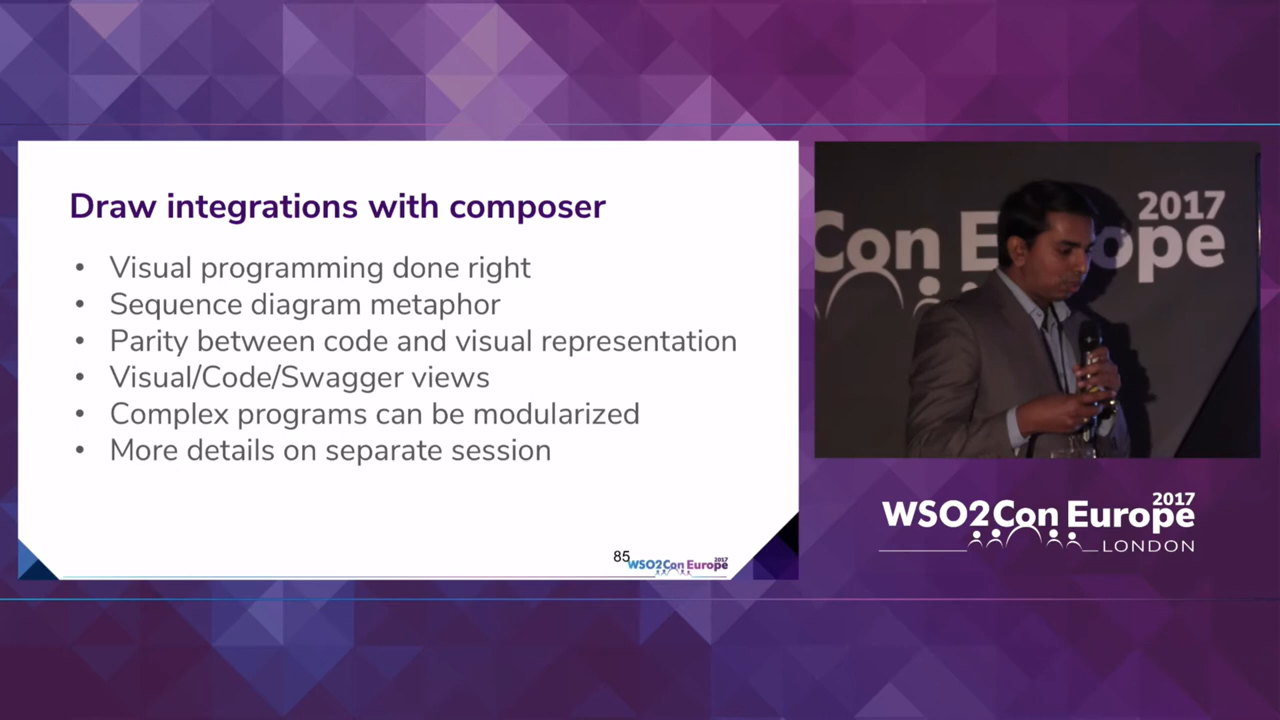 Draw integrations with composer
• Visual programming done right
• Sequence diagram metaphor
• Parity between code and visual representation
• Visual/Code/Swagger views
• Complex programs can be modularized
• More details on separate session
85
WSO2Con Europe 2017
2017
Con Europe
2017
WSO2Con Europe
LONDON